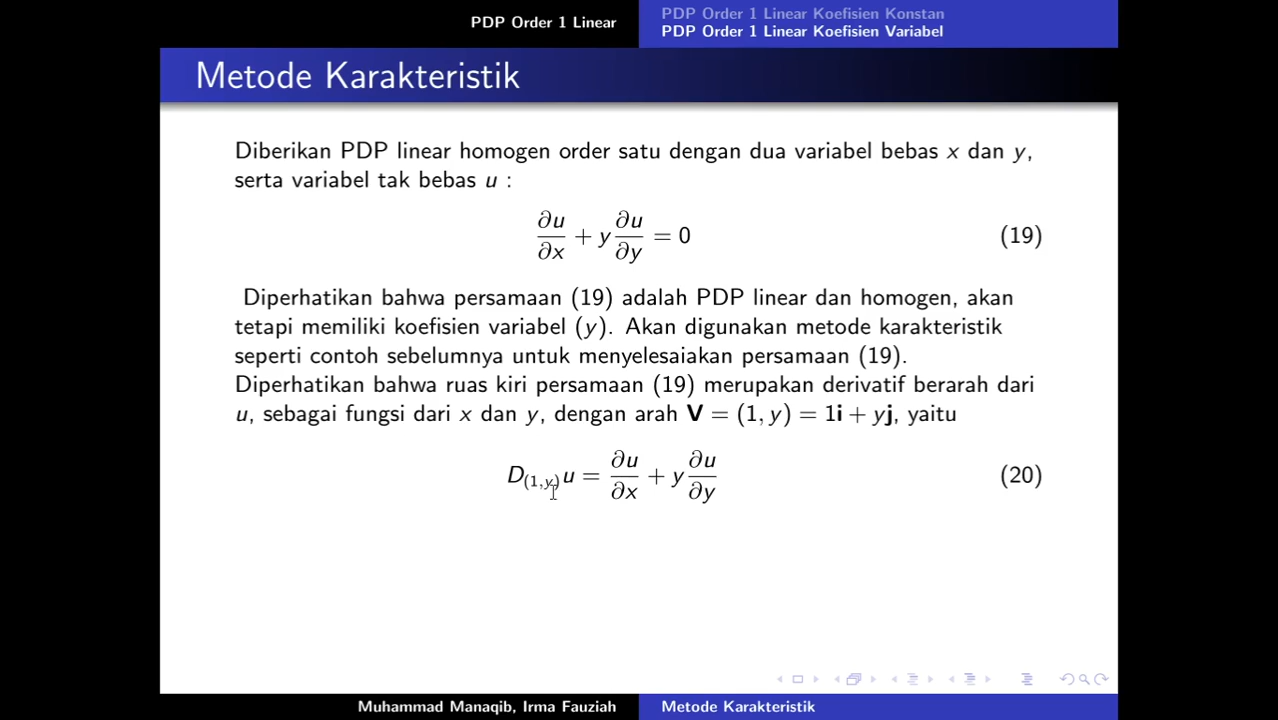 PDP Order 1 Linear
PDP Order 1 Linear Koefisien Konstan
PDP Order 1 Linear Koefisien Variabel
Metode Karakteristik
Diberikan PDP linear homogen order satu dengan dua variabel bebas x dan y,
serta variabel tak bebas u :
∂u/∂x + y ∂u/∂y = 0 (19)
Diperhatikan bahwa persamaan (19) adalah PDP linear dan homogen, akan
tetapi memiliki koefisien variabel (y). Akan digunakan metode karakteristik
seperti contoh sebelumnya untuk menyelesaiakan persamaan (19).
Diperhatikan bahwa ruas kiri persamaan (19) merupakan derivatif berarah dari
u, sebagai fungsi dari x dan y, dengan arah V = (1, y) = 1i + yj, yaitu
D₍₁,y₎u = ∂u/∂x + y ∂u/∂y (20)
Muhammad Manaqib, Irma Fauziah
Metode Karakteristik